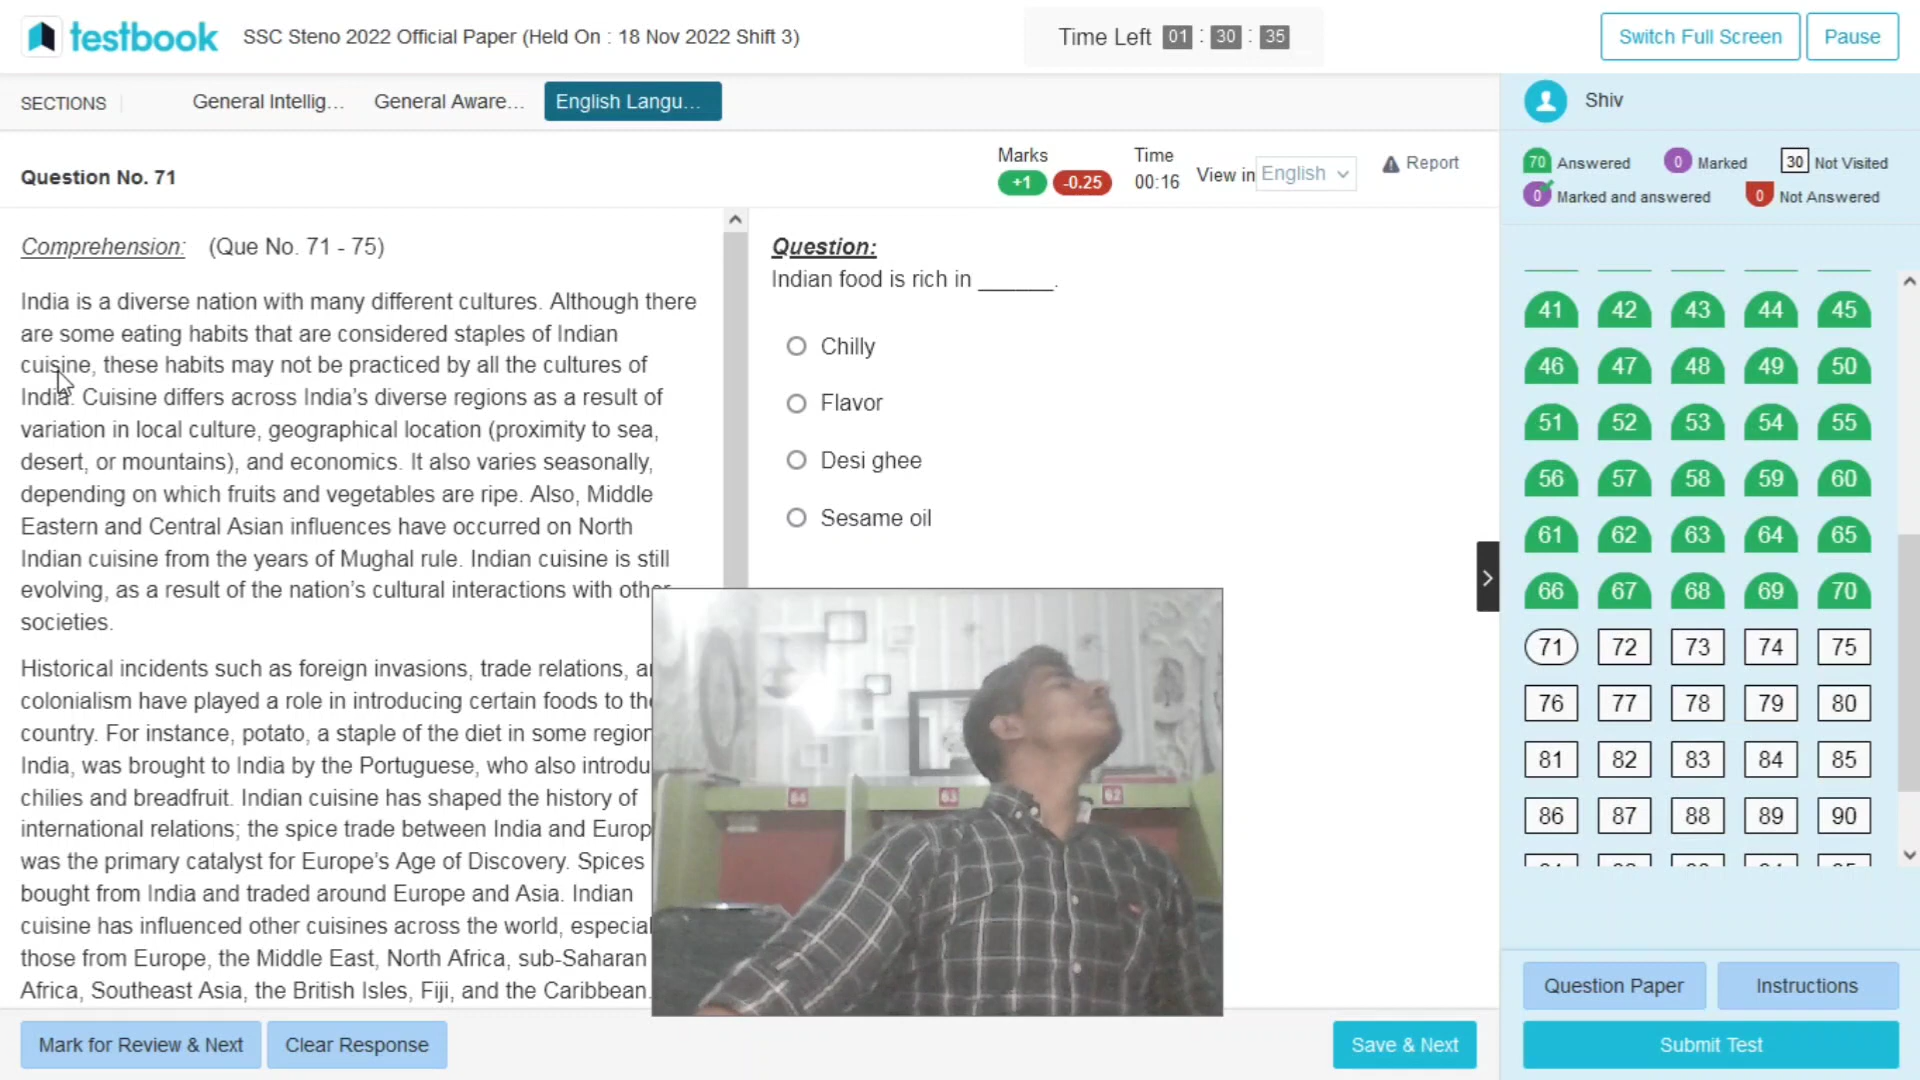 testbook SSC Steno 2022 Official Paper (Held On : 18 Nov 2022 Shift 3) Time Left 01 : 30 : 35 Switch Full Screen Pause
SECTIONS General Intellig... General Aware... English Langu... Shiv
Question No. 71 Marks +1 -0.25 Time 00:16 View in English Report
70 Answered 0 Marked 30 Not Visited
0 Marked and answered 0 Not Answered
Comprehension: (Que No. 71 - 75)
India is a diverse nation with many different cultures. Although there
are some eating habits that are considered staples of Indian
cuisine, these habits may not be practiced by all the cultures of
India. Cuisine differs across India's diverse regions as a result of
variation in local culture, geographical location (proximity to sea,
desert, or mountains), and economics. It also varies seasonally,
depending on which fruits and vegetables are ripe. Also, Middle
Eastern and Central Asian influences have occurred on North
Indian cuisine from the years of Mughal rule. Indian cuisine is still
evolving, as a result of the nation's cultural interactions with other
societies.
Historical incidents such as foreign invasions, trade relations,
colonialism have played a role in introducing certain foods to
country. For instance, potato, a staple of the diet in some
India, was brought to India by the Portuguese, who also
chilies and breadfruit. Indian cuisine has shaped the history of
international relations; the spice trade between India and
was the primary catalyst for Europe's Age of Discovery. Spices
bought from India and traded around Europe and Asia. Indian
cuisine has influenced other cuisines across the world,
those from Europe, the Middle East, North Africa, sub-Saharan
Africa, Southeast Asia, the British Isles, Fiji, and the Caribbean.
Question:
Indian food is rich in ______.
Chilly
Flavor
Desi ghee
Sesame oil
64 63 62
41 42 43 44 45
46 47 48 49 50
51 52 53 54 55
56 57 58 59 60
61 62 63 64 65
66 67 68 69 70
71 72 73 74 75
76 77 78 79 80
81 82 83 84 85
86 87 88 89 90
Question Paper Instructions
Mark for Review & Next Clear Response Save & Next Submit Test